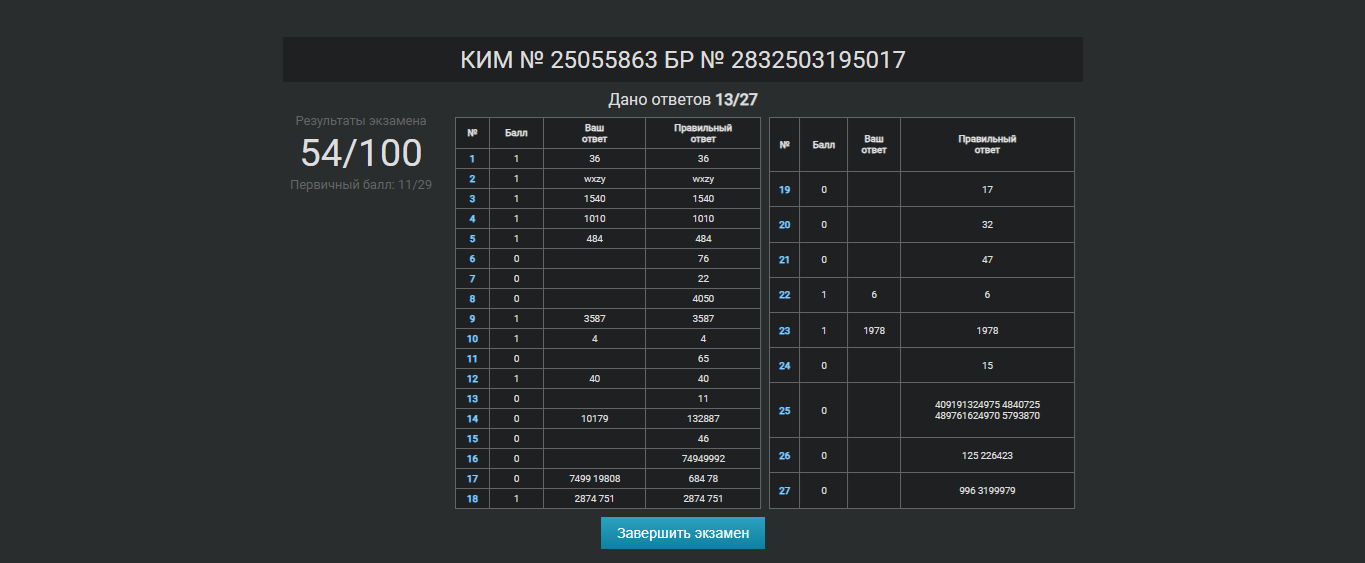 КИМ № 25055863 БР № 2832503195017
Дано ответов 13/27
Результаты экзамена
54/100
Первичный балл: 11/29
№ Балл Ваш ответ Правильный ответ
1 1 36 36
2 1 wxzy wxzy
3 1 1540 1540
4 1 1010 1010
5 1 484 484
6 0 76
7 0 22
8 0 4050
9 1 3587 3587
10 1 4 4
11 0 65
12 1 40 40
13 0 11
14 0 10179 132887
15 0 46
16 0 74949992
17 0 7499 19808 684 78
18 1 2874 751 2874 751
№ Балл Ваш ответ Правильный ответ
19 0 17
20 0 32
21 0 47
22 1 6 6
23 1 1978 1978
24 0 15
25 0 409191324975 4840725
489761624970 5793870
26 0 125 226423
27 0 996 3199979
Завершить экзамен